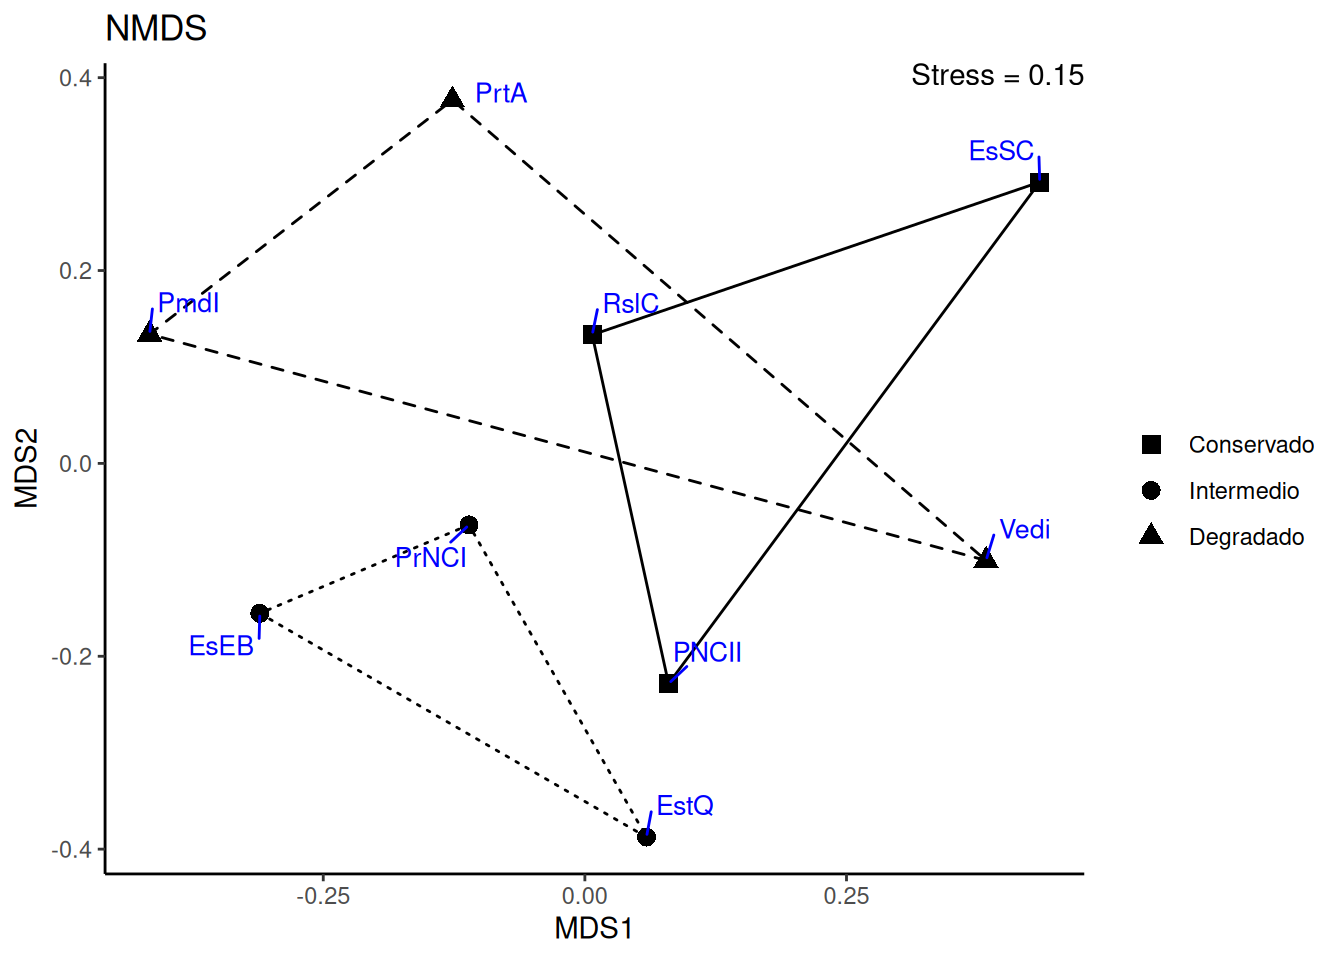 NMDS
Stress = 0.15
0.4
PrtA
EsSC
0.2
PmdI
RslC
MDS2
0.0
Conservado
Intermedio
Degradado
Vedi
PrNCI
EsEB
PNCII
-0.2
EstQ
-0.4
-0.25
0.00
0.25
MDS1